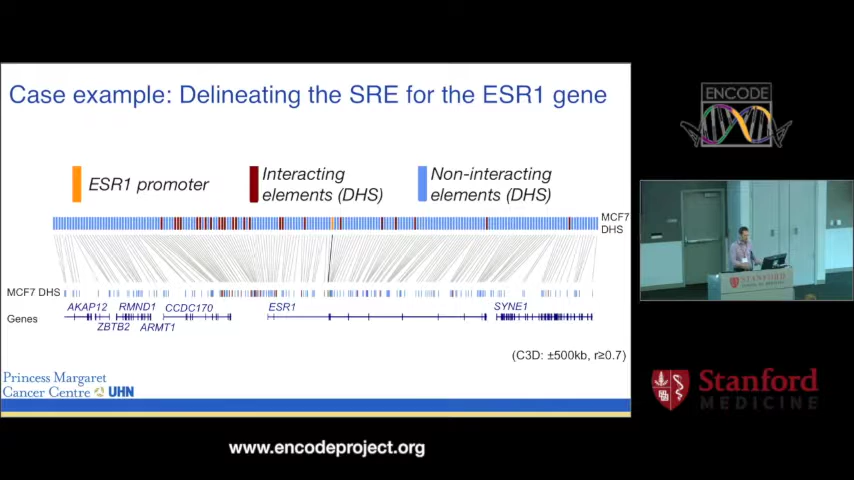 Case example: Delineating the SRE for the ESR1 gene
ENCODE
ESR1 promoter
Interacting
elements (DHS)
Non-interacting
elements (DHS)
MCF7
DHS
MCF7 DHS
AKAP12 RMND1 CCDC170 ESR1 SYNE1
Genes
ZBTB2 ARMT1
(C3D: ±500kb, r≥0.7)
STANFORD
Princess Margaret
Cancer Centre UHN
Stanford
MEDICINE
www.encodeproject.org